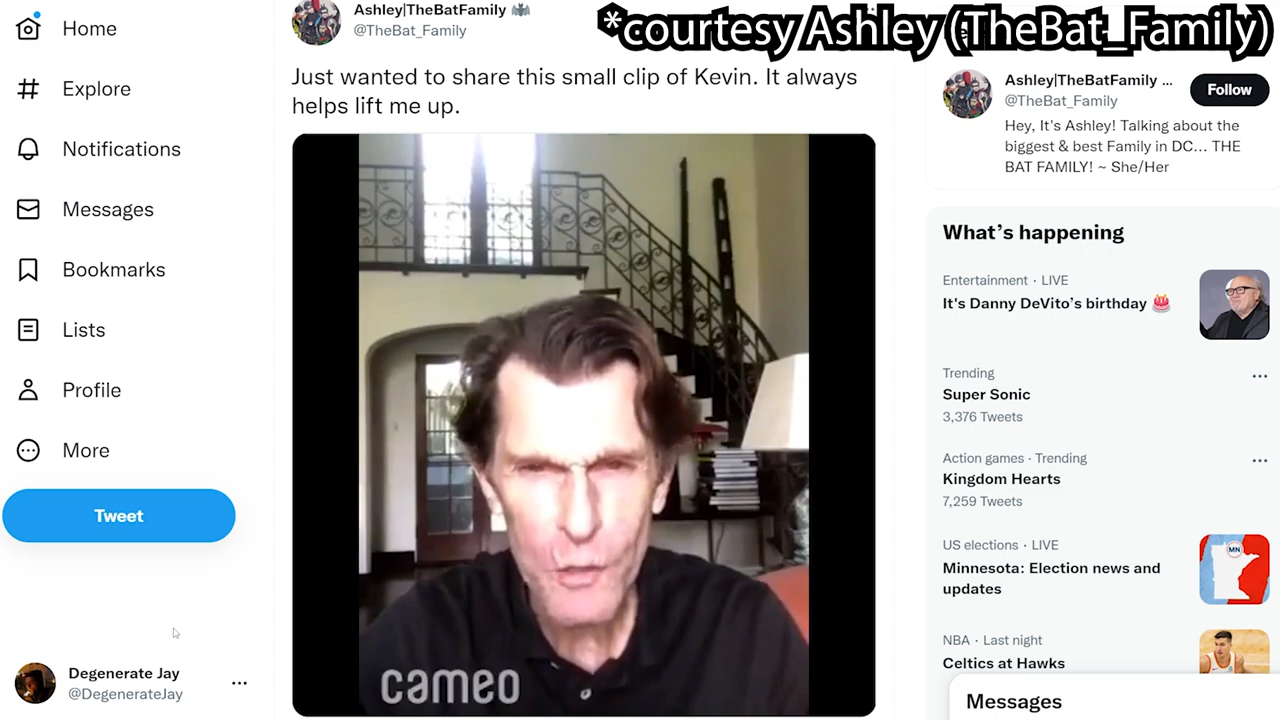 Home
Explore
Notifications
Messages
Bookmarks
Lists
Profile
More
Tweet
Degenerate Jay
@DegenerateJay
Ashley|TheBatFamily
@TheBat_Family
Just wanted to share this small clip of Kevin. It always
helps lift me up.
cameo
*courtesy Ashley (TheBat_Family)
Ashley|TheBatFamily ...
@TheBat_Family
Follow
Hey, It's Ashley! Talking about the
biggest & best Family in DC... THE
BAT FAMILY! ~ She/Her
What's happening
Entertainment · LIVE
It's Danny DeVito's birthday
Trending
Super Sonic
3,376 Tweets
Action games · Trending
Kingdom Hearts
7,259 Tweets
US elections · LIVE
Minnesota: Election news and
updates
MN
NBA · Last night
Celtics at Hawks
Messages